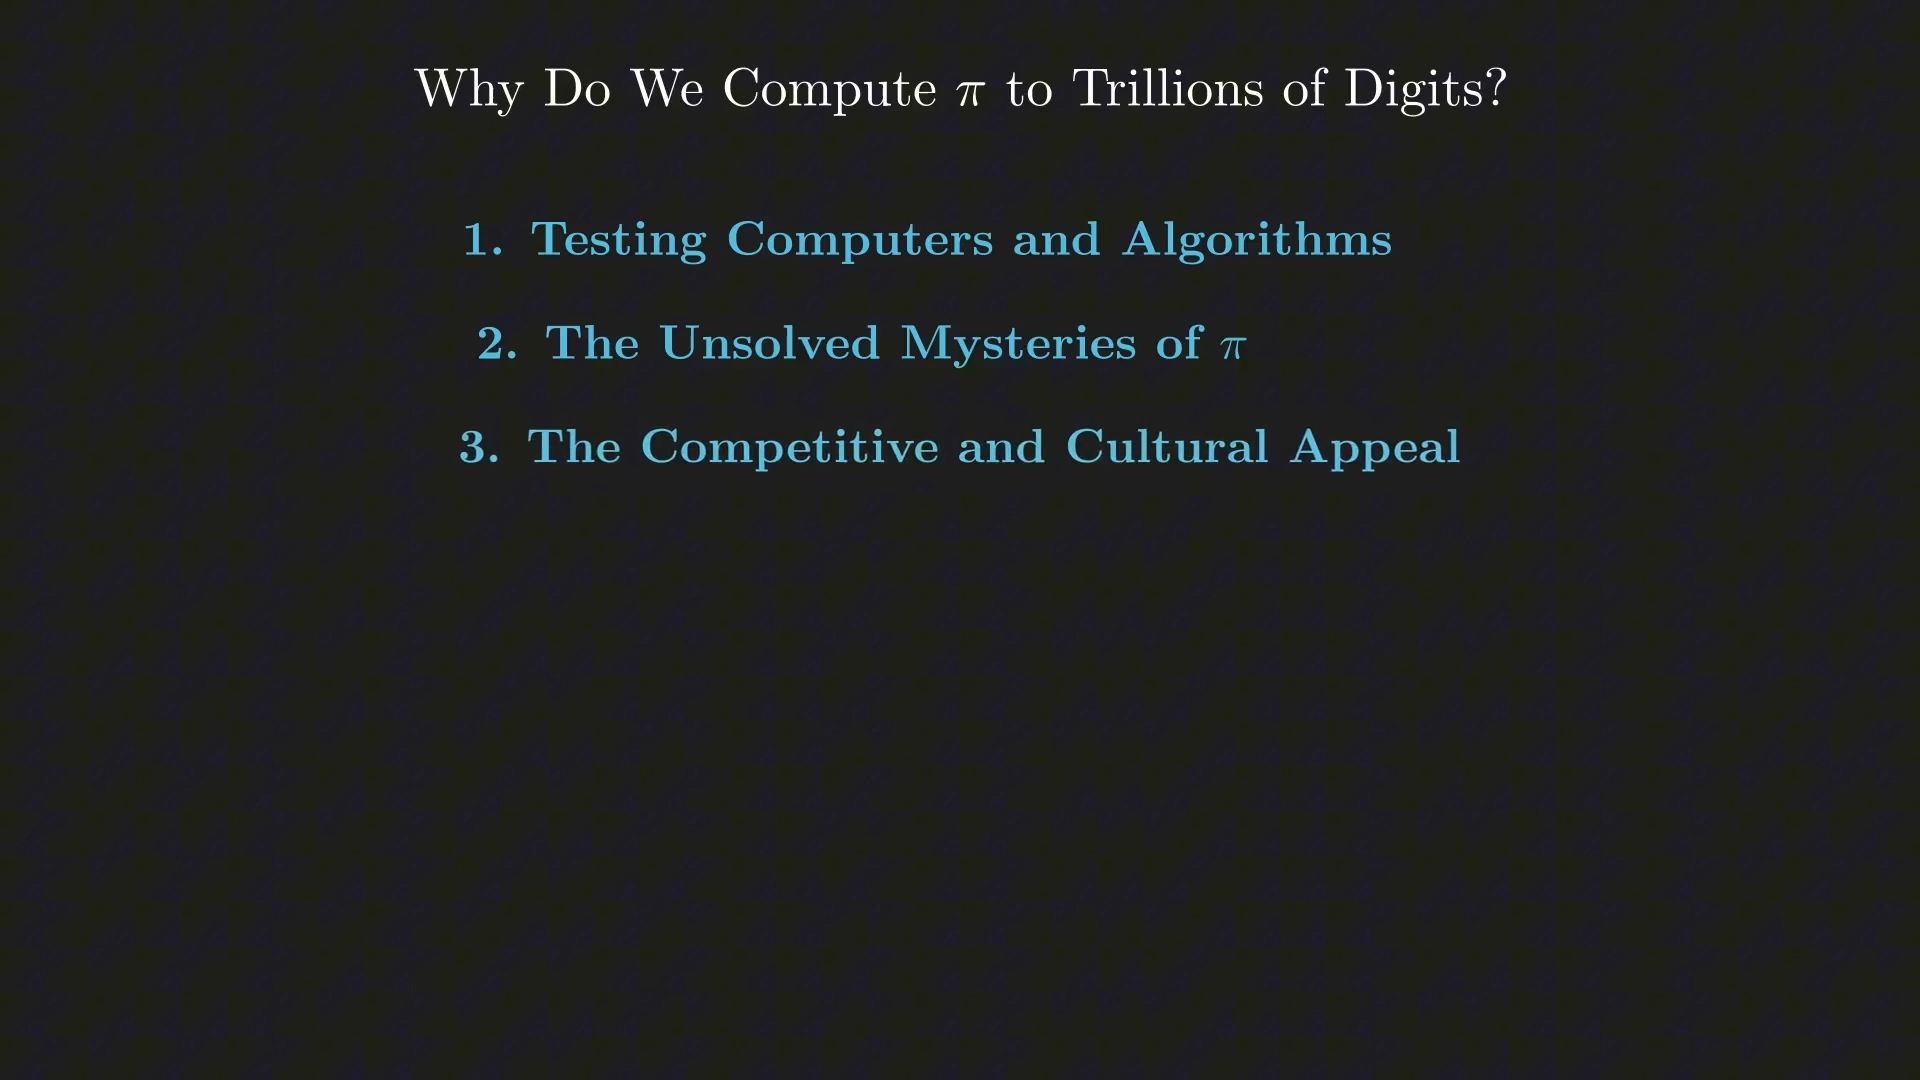 Why Do We Compute π to Trillions of Digits?
1. Testing Computers and Algorithms
2. The Unsolved Mysteries of π
3. The Competitive and Cultural Appeal